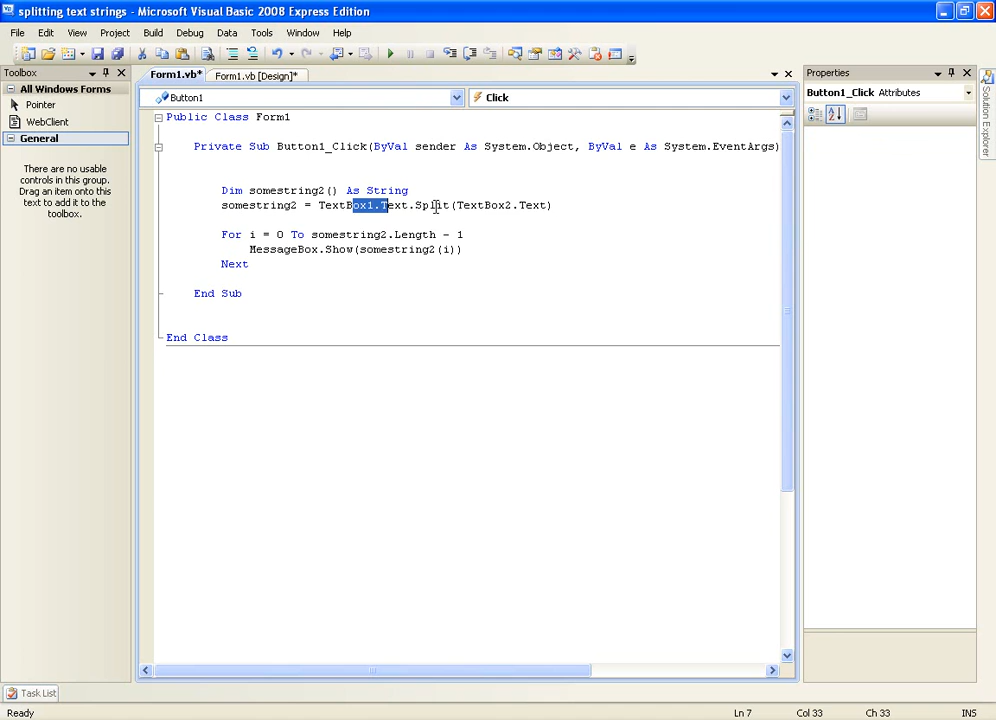 splitting text strings - Microsoft Visual Basic 2008 Express Edition
File Edit View Project Build Debug Data Tools Window Help
Toolbox
All Windows Forms
Pointer
WebClient
General
There are no usable
controls in this group.
Drag an item onto this
text to add it to the
toolbox.
Form1.vb* Form1.vb [Design]*
Button1 Click
Public Class Form1
Private Sub Button1_Click(ByVal sender As System.Object, ByVal e As System.EventArgs)
Dim somestring2() As String
somestring2 = TextBox1.Text.Split(TextBox2.Text)
For i = 0 To somestring2.Length - 1
MessageBox.Show(somestring2(i))
Next
End Sub
End Class
Properties
Button1_Click Attributes
Solution Explorer
Task List
Ready Ln 7 Col 33 Ch 33 INS